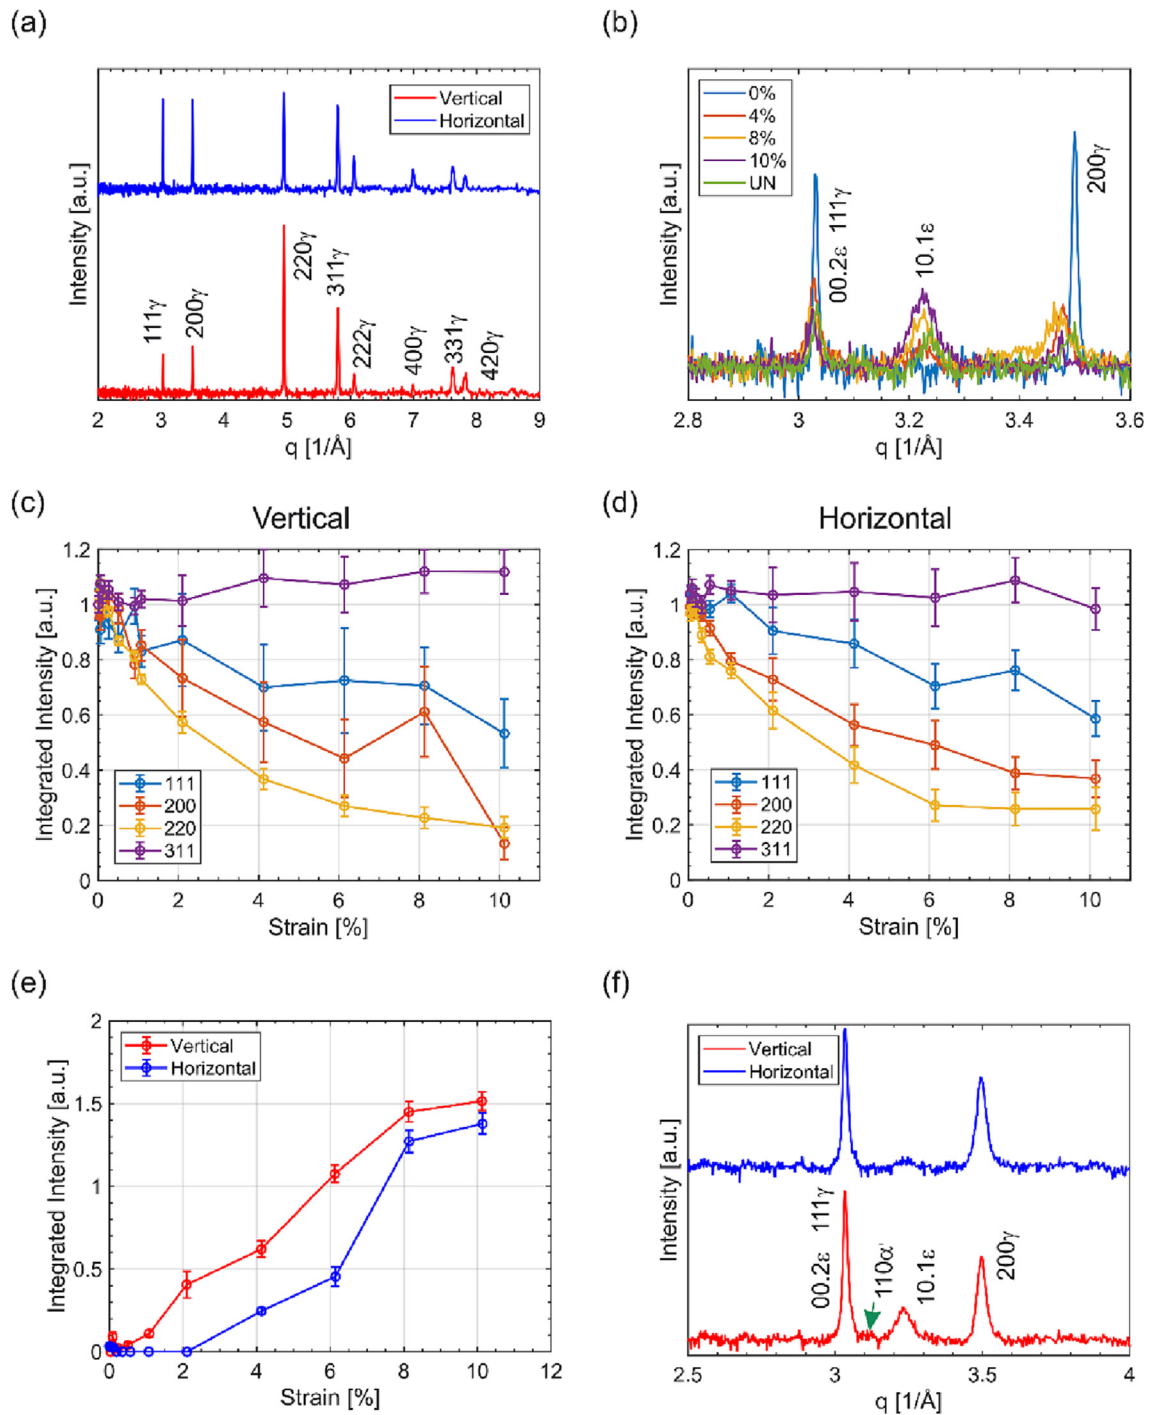 (a)
Intensity [a.u.]
Vertical
Horizontal
111γ
200γ
220γ
311γ
222γ
400γ
331γ
420γ
2 3 4 5 6 7 8 9
q [1/Å]
(b)
Intensity [a.u.]
0%
4%
8%
10%
UN
00.2ε 111γ
10.1ε
200γ
2.8 3 3.2 3.4 3.6
q [1/Å]
(c)
Vertical
Integrated Intensity [a.u.]
1.2
1
0.8
0.6
0.4
0.2
0
111
200
220
311
0 2 4 6 8 10
Strain [%]
(d)
Horizontal
Integrated Intensity [a.u.]
1.2
1
0.8
0.6
0.4
0.2
0
111
200
220
311
0 2 4 6 8 10
Strain [%]
(e)
Integrated Intensity [a.u.]
2
1.5
1
0.5
0
Vertical
Horizontal
0 2 4 6 8 10 12
Strain [%]
(f)
Intensity [a.u.]
Vertical
Horizontal
00.2ε 111γ
110α'
10.1ε
200γ
2.5 3 3.5 4
q [1/Å]